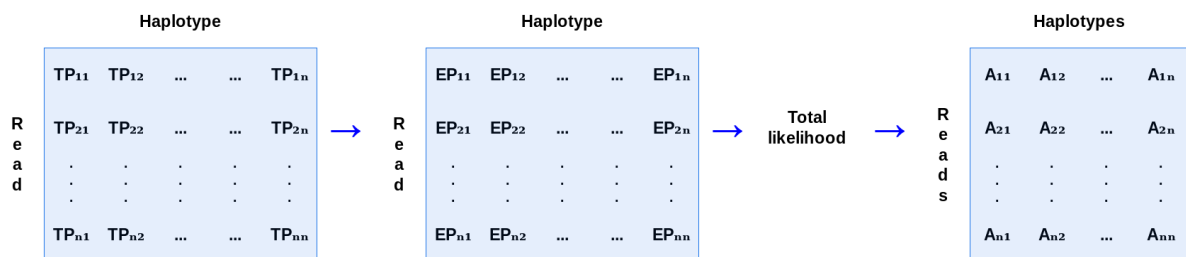 Haplotype
Haplotype
Haplotypes
TP₁₁ TP₁₂ ... ... TP₁ₙ
EP₁₁ EP₁₂ ... ... EP₁ₙ
A₁₁ A₁₂ ... A₁ₙ
Read
TP₂₁ TP₂₂ ... ... TP₂ₙ
→
Read
EP₂₁ EP₂₂ ... ... EP₂ₙ
→
Total
likelihood
→
Reads
A₂₁ A₂₂ ... A₂ₙ
. . . . .
. . . . .
. . . . .
. . . . .
. . . . .
. . . . .
. . . .
. . . .
. . . .
TPₙ₁ TPₙ₂ ... ... TPₙₙ
EPₙ₁ EPₙ₂ ... ... EPₙₙ
Aₙ₁ Aₙ₂ ... Aₙₙ